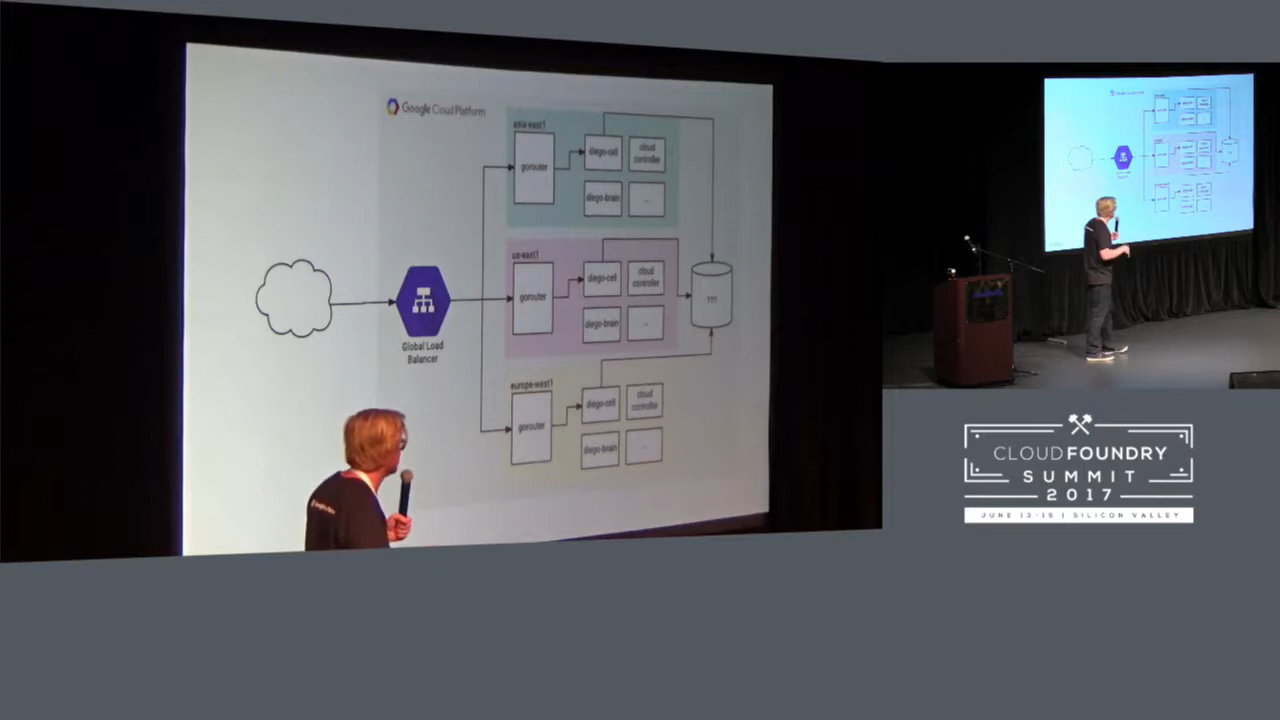 Google Cloud Platform
asia-east1
gorouter
diego-cell
cloud
controller
diego-brain
...
us-east1
gorouter
diego-cell
cloud
controller
diego-brain
...
???
Global Load
Balancer
europe-west1
gorouter
diego-cell
cloud
controller
diego-brain
...
CLOUD FOUNDRY
SUMMIT
2017
JUNE 13-15 | SILICON VALLEY